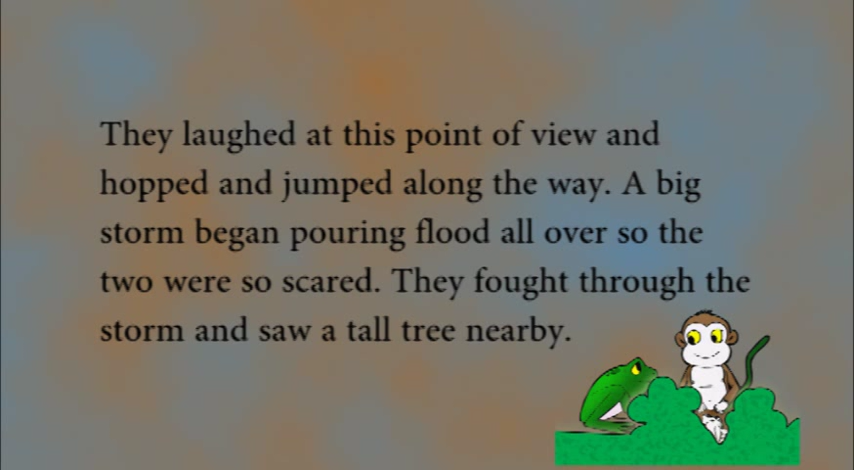 They laughed at this point of view and
hopped and jumped along the way. A big
storm began pouring flood all over so the
two were so scared. They fought through the
storm and saw a tall tree nearby.